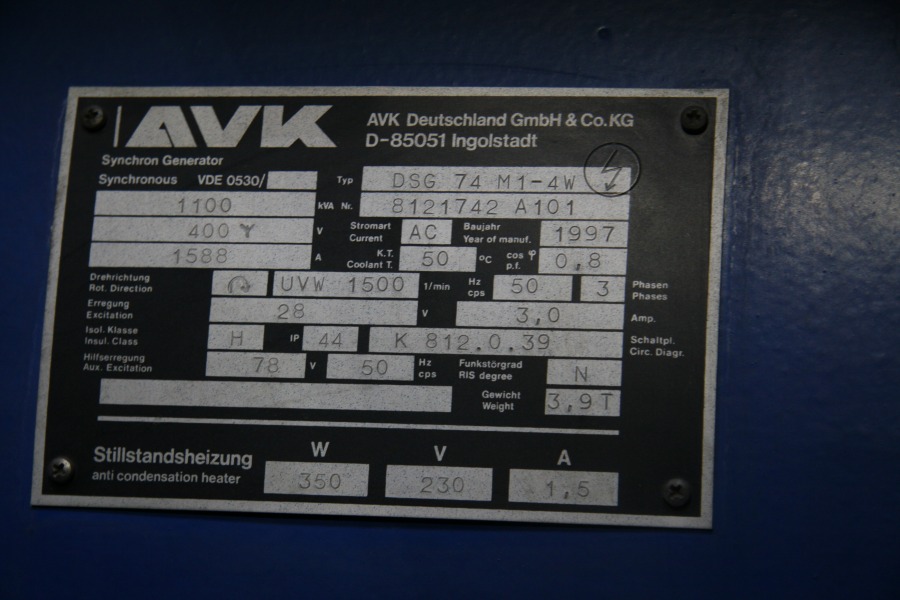 AVK
AVK Deutschland GmbH & Co.KG
D-85051 Ingolstadt
Synchron Generator
Synchronous VDE 0530/
Typ DSG 74 M1-4W
1100 kVA Nr. 8121742 A101
400 Y V Stromart Current AC Baujahr Year of manuf. 1997
1588 A K.T. Coolant T. 50 °C cos φ p.f. 0,8
Drehrichtung Rot. Direction UVW 1500 1/min Hz cps 50 3 Phasen Phases
Erregung Excitation 28 V 3,0 Amp.
Isol. Klasse Insul. Class H IP 44 K 812.0.39 Schaltpl. Circ. Diagr.
Hilfserregung Aux. Excitation 78 V 50 Hz cps Funkstörgrad RIS degree N
Gewicht Weight 3,9T
Stillstandsheizung anti condensation heater W 350 V 230 A 1,5